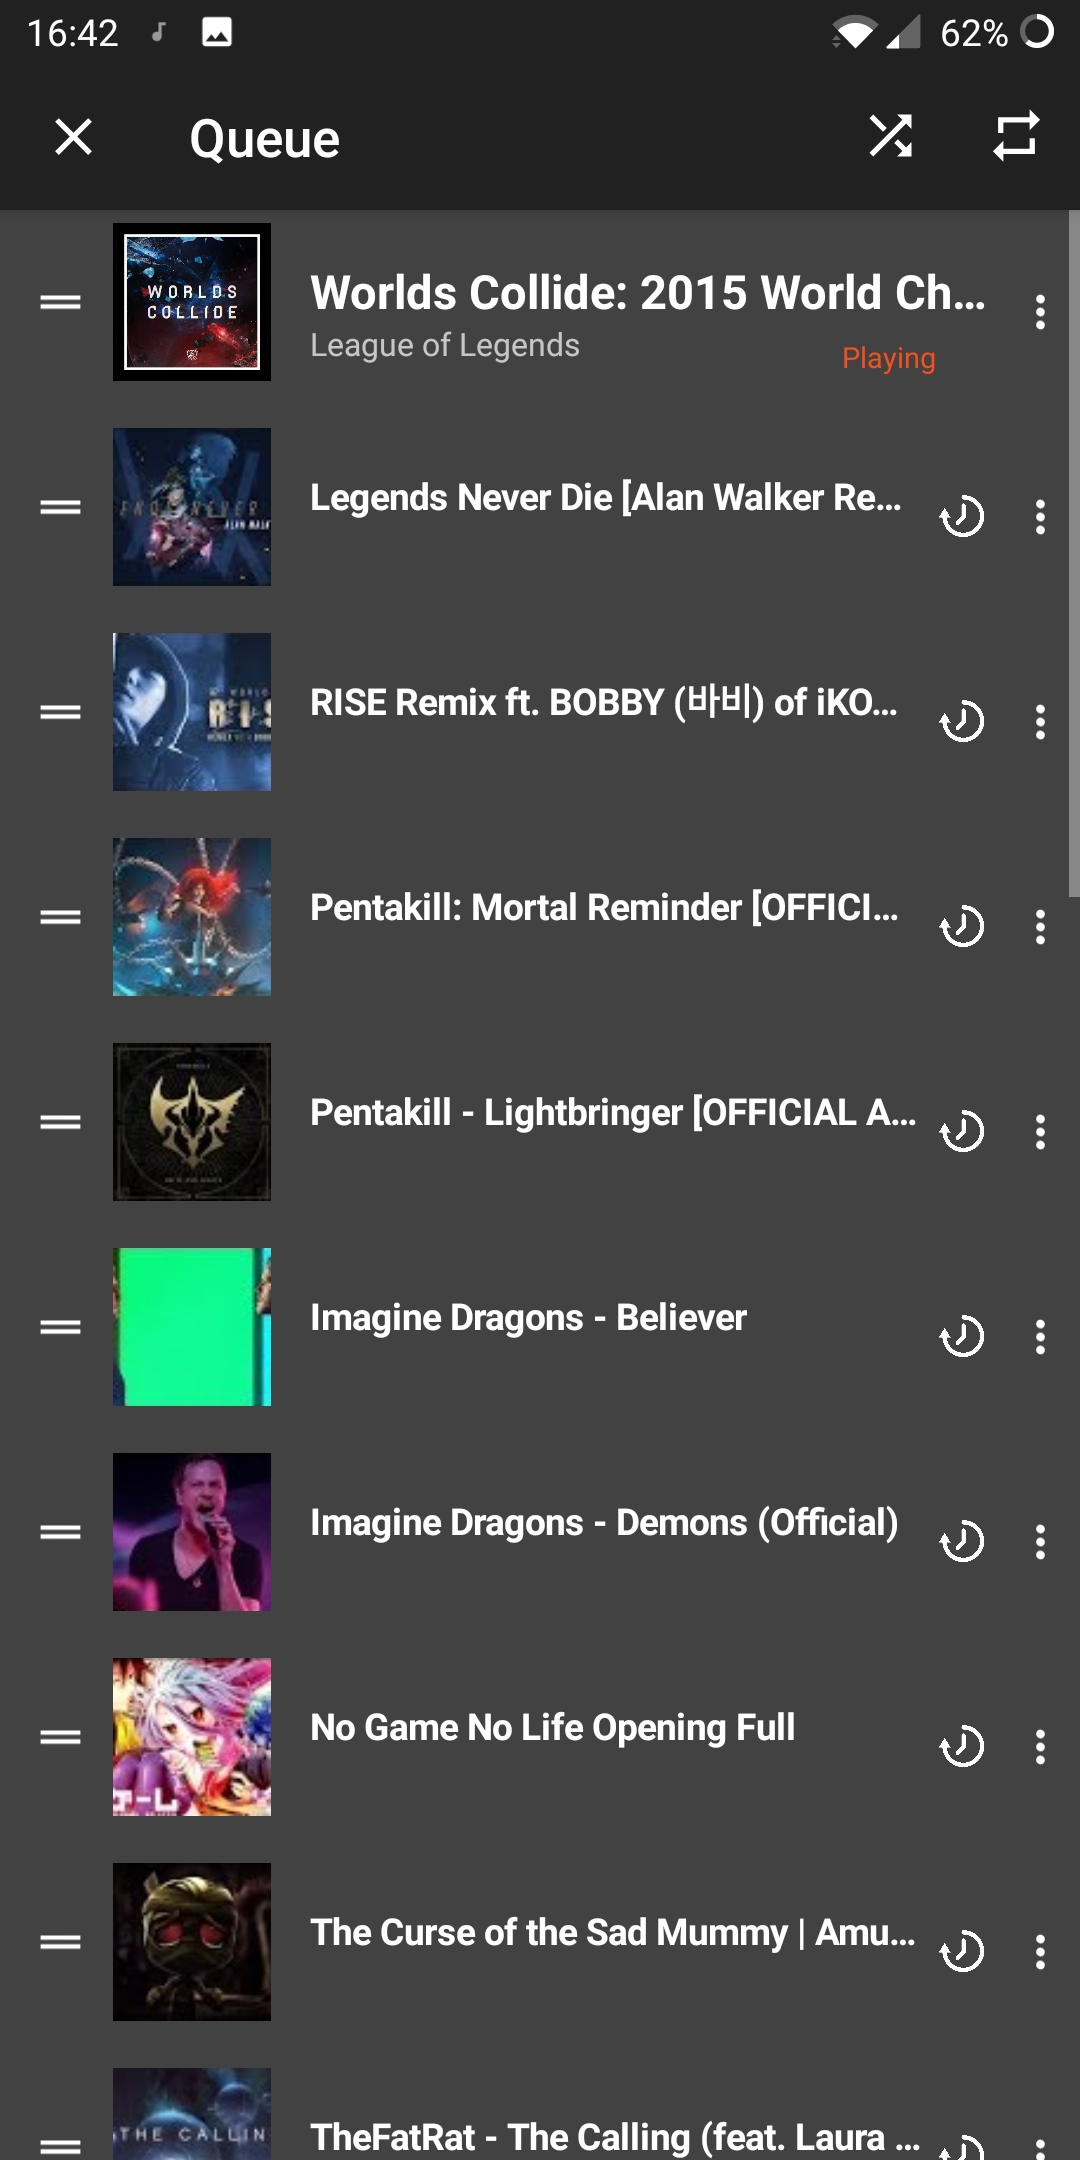 16:42
62%
Queue
WORLDS
COLLIDE
Worlds Collide: 2015 World Ch...
League of Legends
Playing
Legends Never Die [Alan Walker Re...
RISE Remix ft. BOBBY (바비) of iKO...
Pentakill: Mortal Reminder [OFFICI...
Pentakill - Lightbringer [OFFICIAL A...
Imagine Dragons - Believer
Imagine Dragons - Demons (Official)
No Game No Life Opening Full
ーム
The Curse of the Sad Mummy | Amu...
THE CALLIN
TheFatRat - The Calling (feat. Laura ...